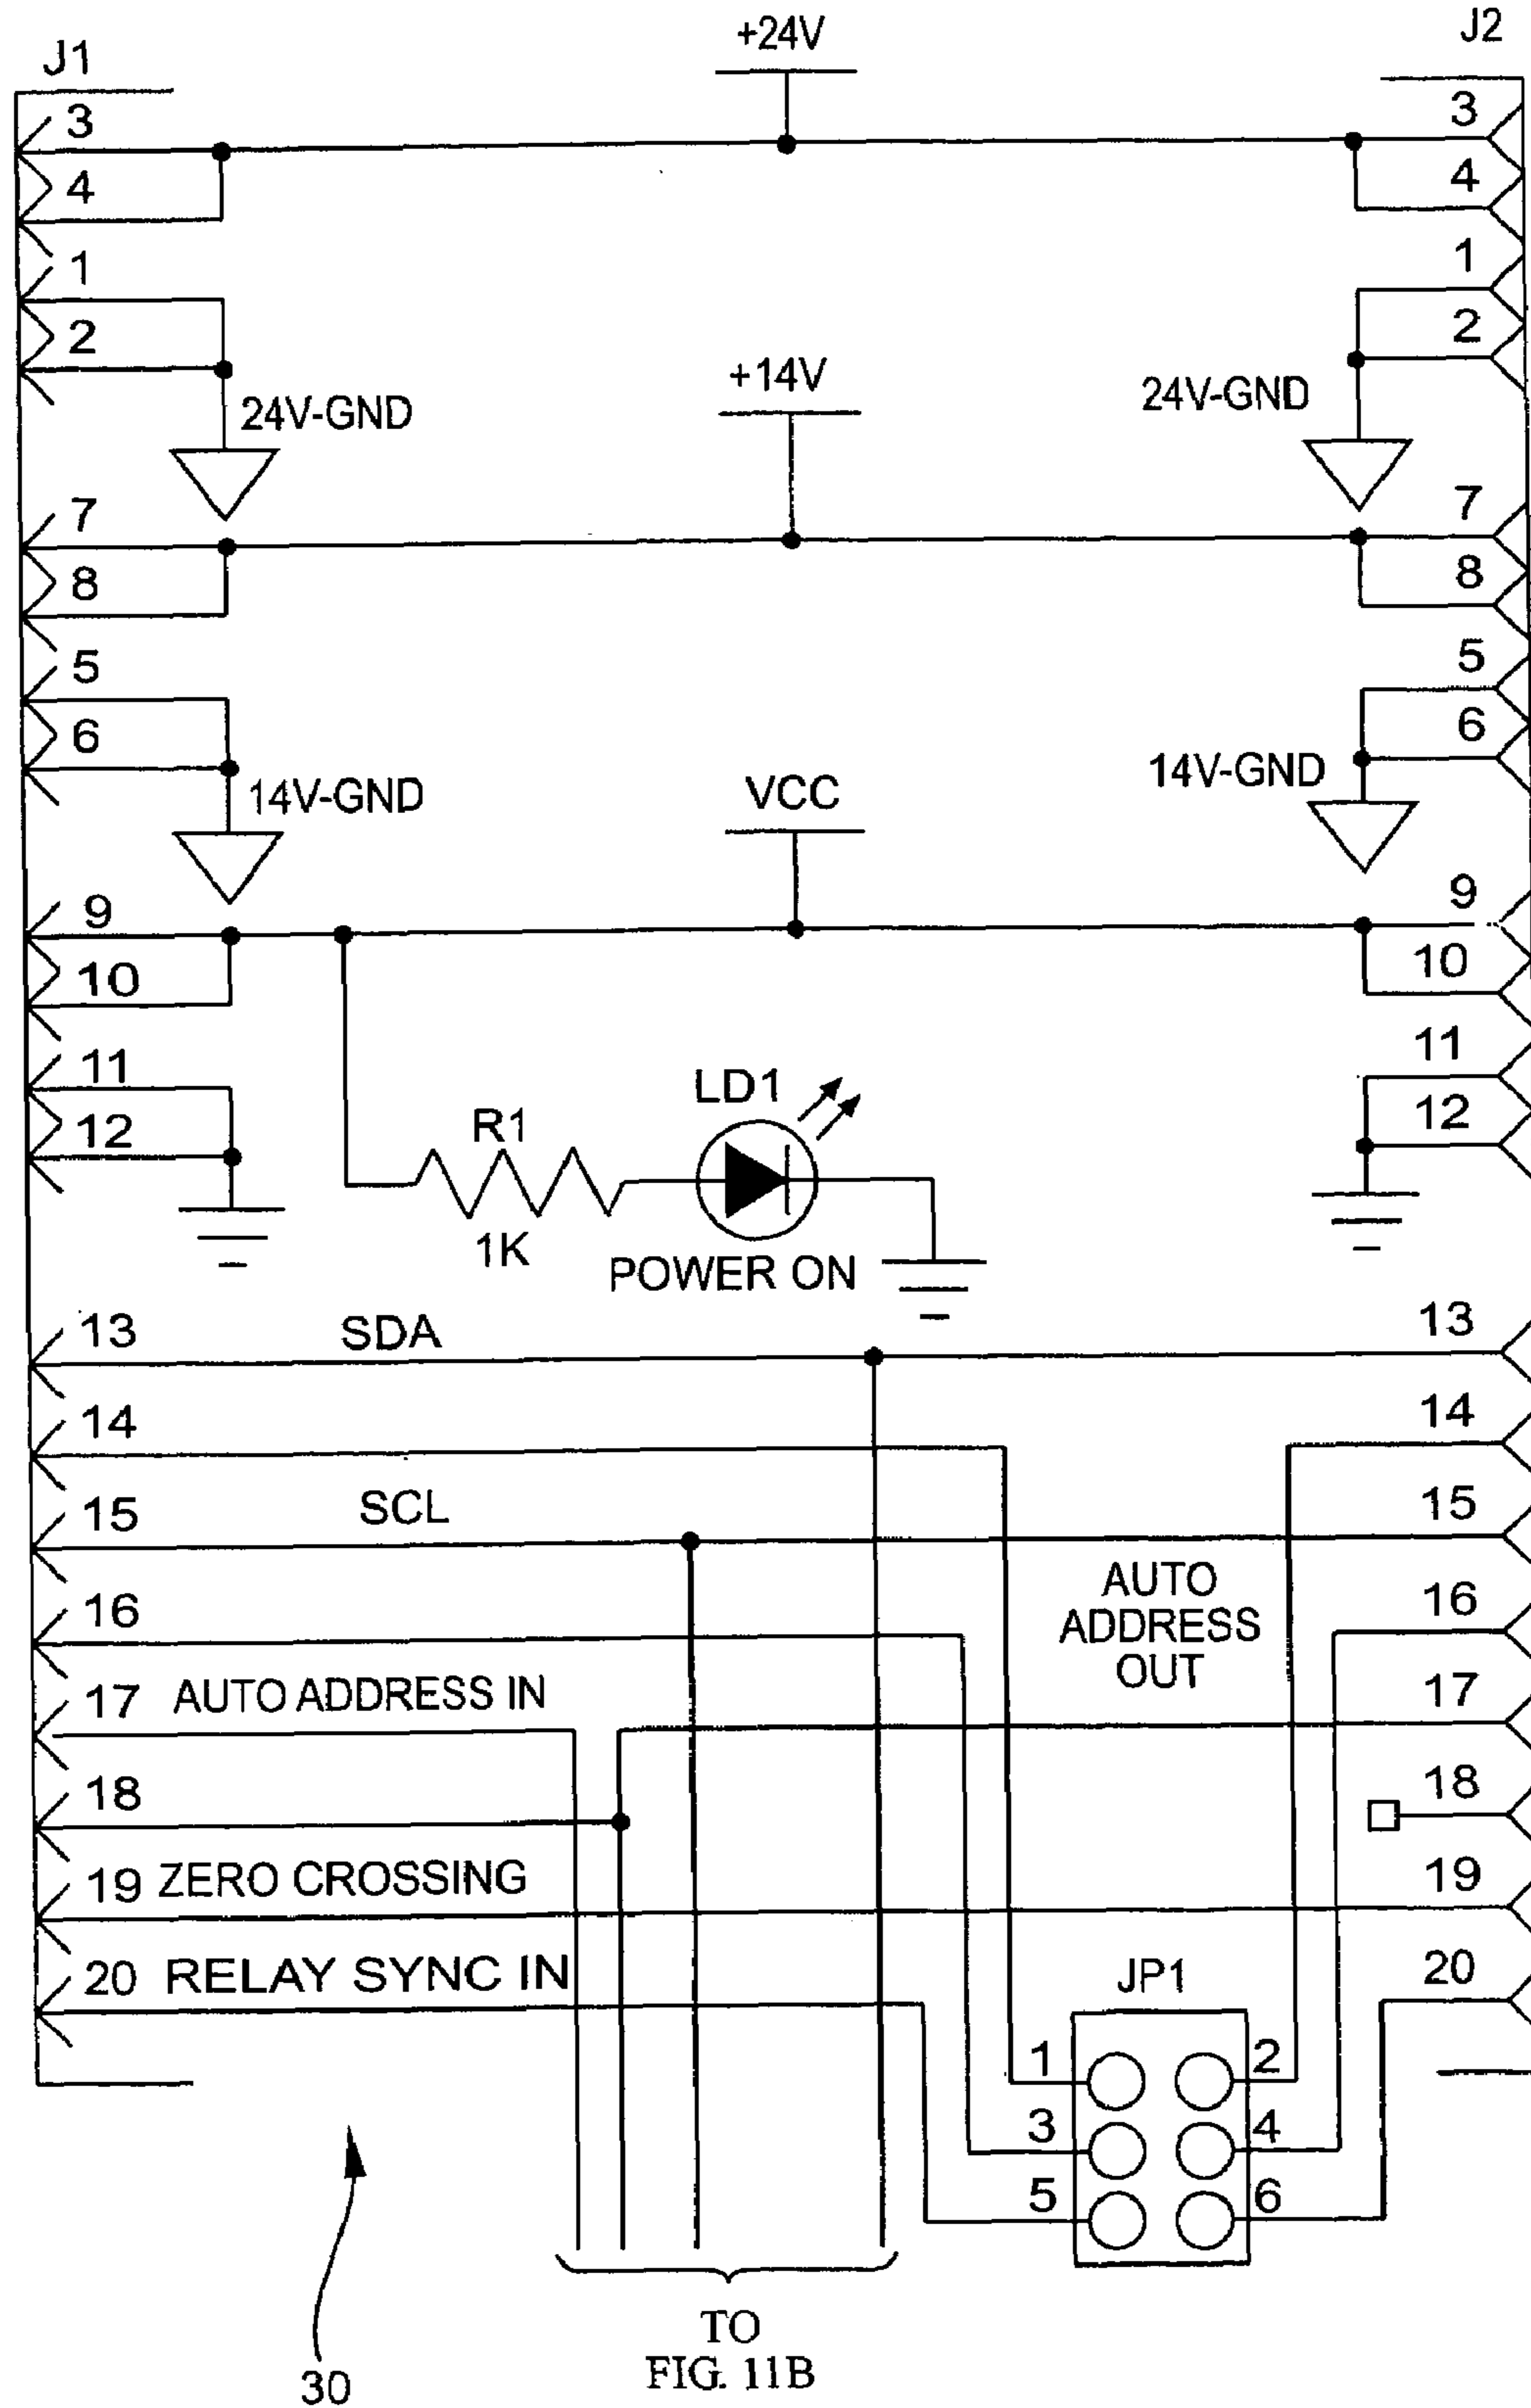 +24V
J1
J2
3
3
4
4
1
1
2
2
+14V
24V-GND
24V-GND
7
7
8
8
5
5
6
6
14V-GND
VCC
14V-GND
9
9
10
10
11
11
LD1
12
R1
12
1K
POWER ON
13
SDA
13
14
14
15
SCL
15
16
AUTO
ADDRESS
OUT
16
17
AUTO ADDRESS IN
17
18
18
19 ZERO CROSSING
19
20 RELAY SYNC IN
JP1
20
1
2
3
4
5
6
TO
FIG. 11B
30